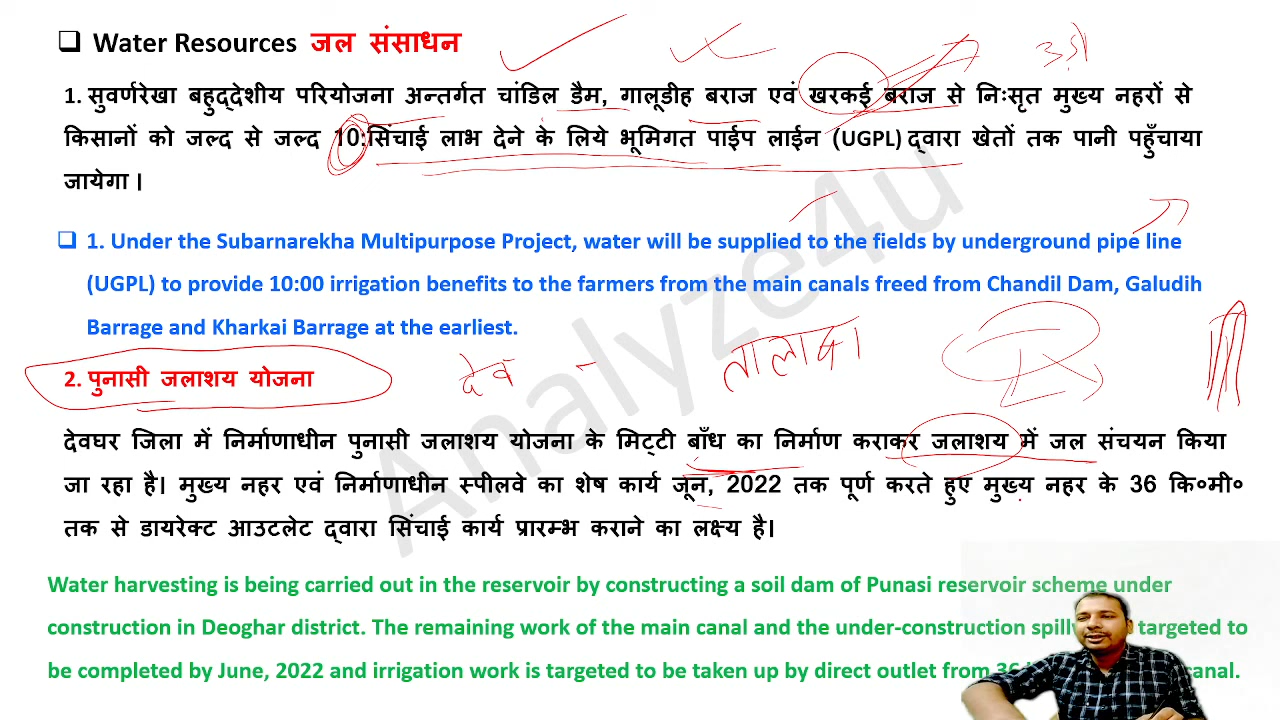 Water Resources जल संसाधन
1. सुवर्णरेखा बहुद्देशीय परियोजना अन्तर्गत चांडिल डैम, गालूडीह बराज एवं खरकई बराज से निःसृत मुख्य नहरों से
किसानों को जल्द से जल्द 10:सिंचाई लाभ देने के लिये भूमिगत पाईप लाईन (UGPL) द्वारा खेतों तक पानी पहुँचाया
जायेगा ।
1. Under the Subarnarekha Multipurpose Project, water will be supplied to the fields by underground pipe line
(UGPL) to provide 10:00 irrigation benefits to the farmers from the main canals freed from Chandil Dam, Galudih
Barrage and Kharkai Barrage at the earliest.
2. पुनासी जलाशय योजना
देव - तालाब
देवघर जिला में निर्माणाधीन पुनासी जलाशय योजना के मिट्टी बाँध का निर्माण कराकर जलाशय में जल संचयन किया
जा रहा है। मुख्य नहर एवं निर्माणाधीन स्पीलवे का शेष कार्य जून, 2022 तक पूर्ण करते हुए मुख्य नहर के 36 कि०मी०
तक से डायरेक्ट आउटलेट द्वारा सिंचाई कार्य प्रारम्भ कराने का लक्ष्य है।
Water harvesting is being carried out in the reservoir by constructing a soil dam of Punasi reservoir scheme under
construction in Deoghar district. The remaining work of the main canal and the under-construction targeted to
be completed by June, 2022 and irrigation work is targeted to be taken up by direct outlet from canal.
Analyze4u